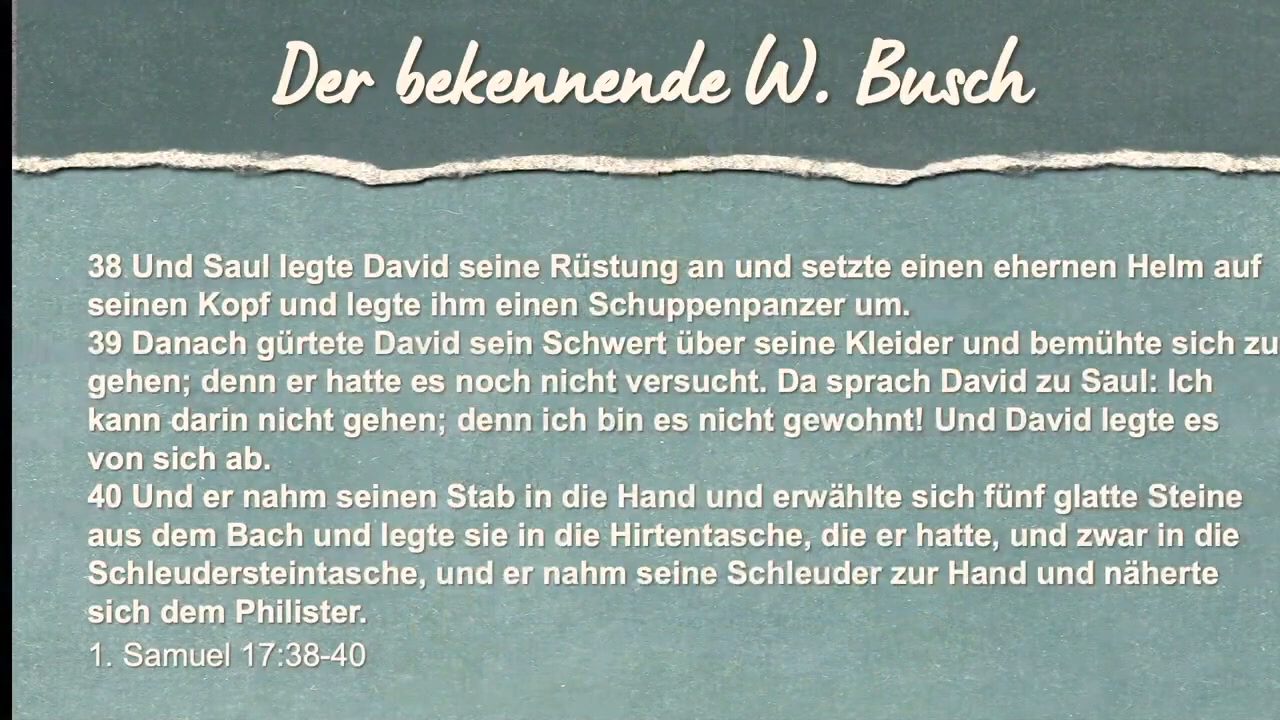 Der bekennende W. Busch
38 Und Saul legte David seine Rüstung an und setzte einen ehernen Helm auf
seinen Kopf und legte ihm einen Schuppenpanzer um.
39 Danach gürtete David sein Schwert über seine Kleider und bemühte sich zu
gehen; denn er hatte es noch nicht versucht. Da sprach David zu Saul: Ich
kann darin nicht gehen; denn ich bin es nicht gewohnt! Und David legte es
von sich ab.
40 Und er nahm seinen Stab in die Hand und erwählte sich fünf glatte Steine
aus dem Bach und legte sie in die Hirtentasche, die er hatte, und zwar in die
Schleudersteintasche, und er nahm seine Schleuder zur Hand und näherte
sich dem Philister.
1. Samuel 17:38-40